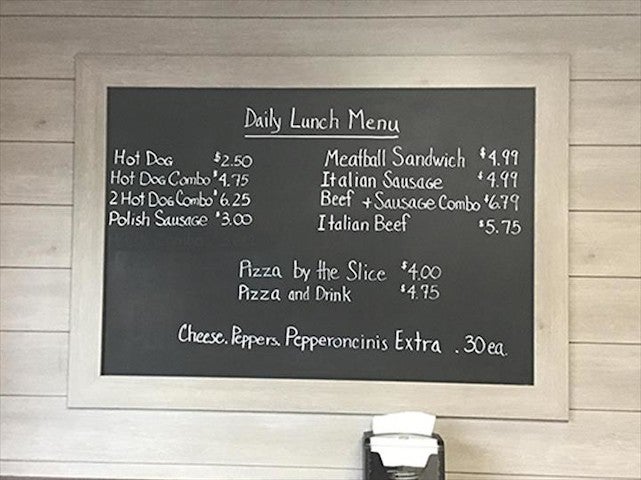 Daily Lunch Menu
Hot Dog $2.50
Hot Dog Combo $4.75
2 Hot Dog Combo $6.25
Polish Sausage $3.00
Meatball Sandwich $4.99
Italian Sausage $4.99
Beef + Sausage Combo $6.79
Italian Beef $5.75
Pizza by the Slice $4.00
Pizza and Drink $4.95
Cheese, Peppers, Pepperoncinis Extra .30 ea.